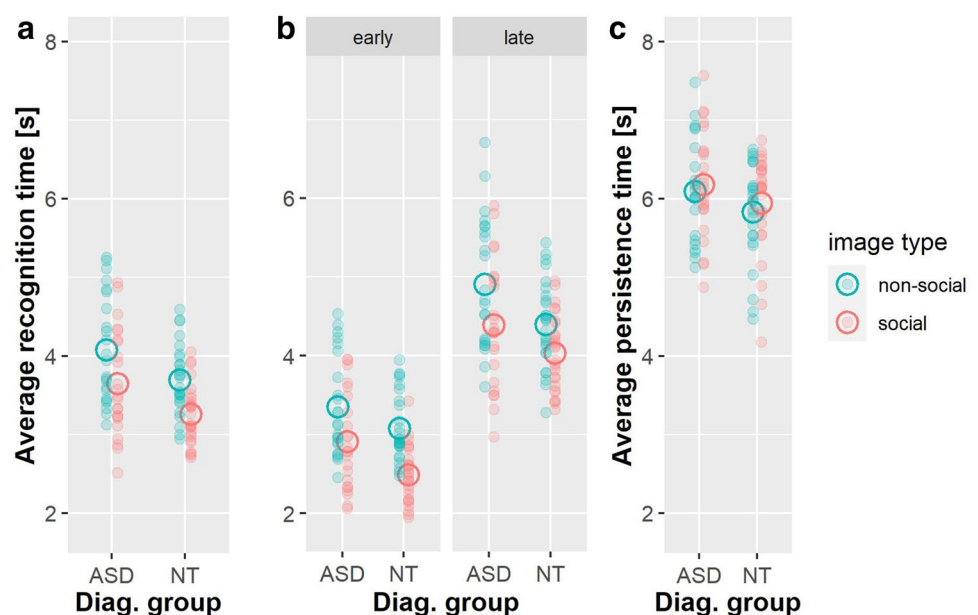 a
8
6
4
2
Average recognition time [s]
ASD NT
Diag. group
b
early late
6
4
2
ASD NT ASD NT
Diag. group
c
8
6
4
2
Average persistence time [s]
ASD NT
Diag. group
image type
non-social
social